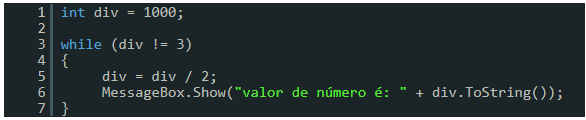 1 int div = 1000;
2
3 while (div != 3)
4 {
5 div = div / 2;
6 MessageBox.Show("valor de número é: " + div.ToString());
7 }